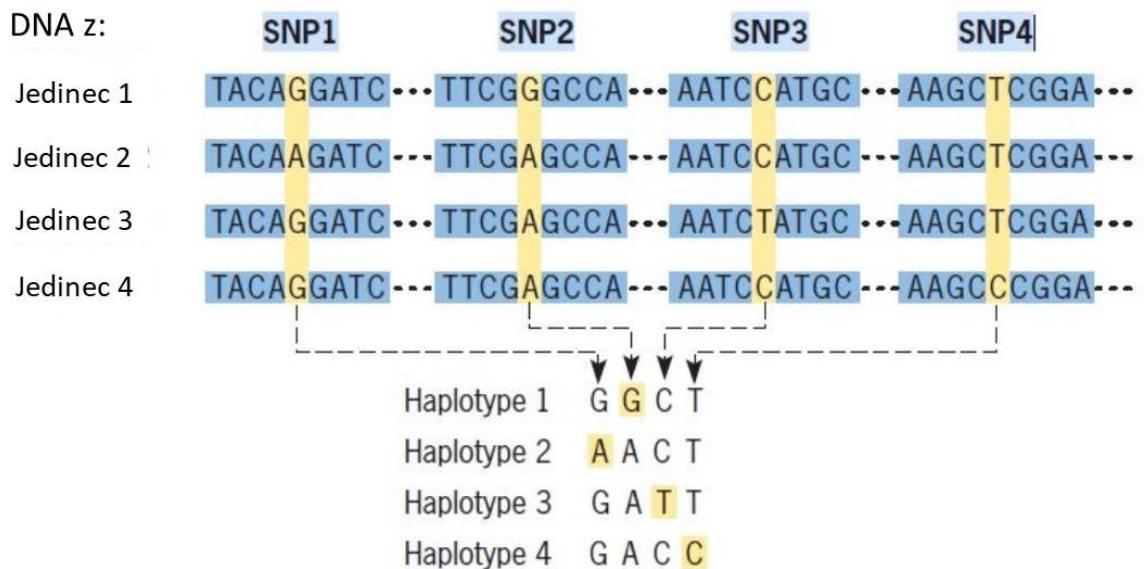 DNA z: SNP1 SNP2 SNP3 SNP4
Jedinec 1 TACAGGATC TTCGGGCCA AATCCATGC AAGCTCGGA
Jedinec 2 TACAAGATC TTCGAGCCA AATCCATGC AAGCTCGGA
Jedinec 3 TACAGGATC TTCGAGCCA AATCTATGC AAGCTCGGA
Jedinec 4 TACAGGATC TTCGAGCCA AATCCATGC AAGCCCGGA
Haplotype 1 G G C T
Haplotype 2 A A C T
Haplotype 3 G A T T
Haplotype 4 G A C C